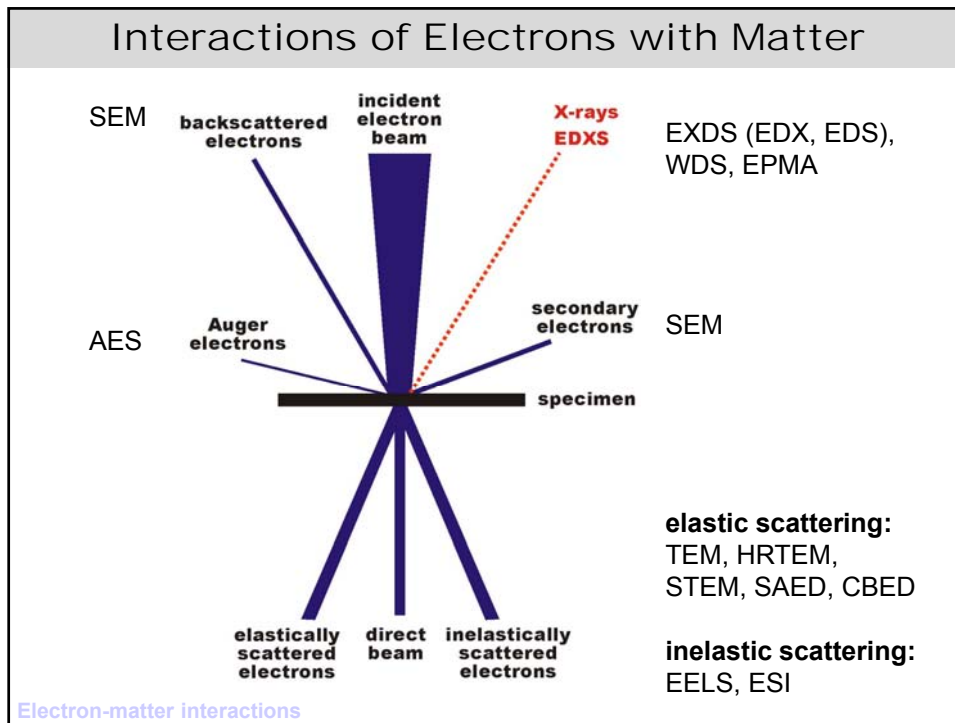 Interactions of Electrons with Matter
SEM
backscattered
electrons
incident
electron
beam
X-rays
EDXS
EXDS (EDX, EDS),
WDS, EPMA
AES
Auger
electrons
secondary
electrons
SEM
specimen
elastic scattering:
TEM, HRTEM,
STEM, SAED, CBED
elastically
scattered
electrons
direct
beam
inelastically
scattered
electrons
inelastic scattering:
EELS, ESI
Electron-matter interactions